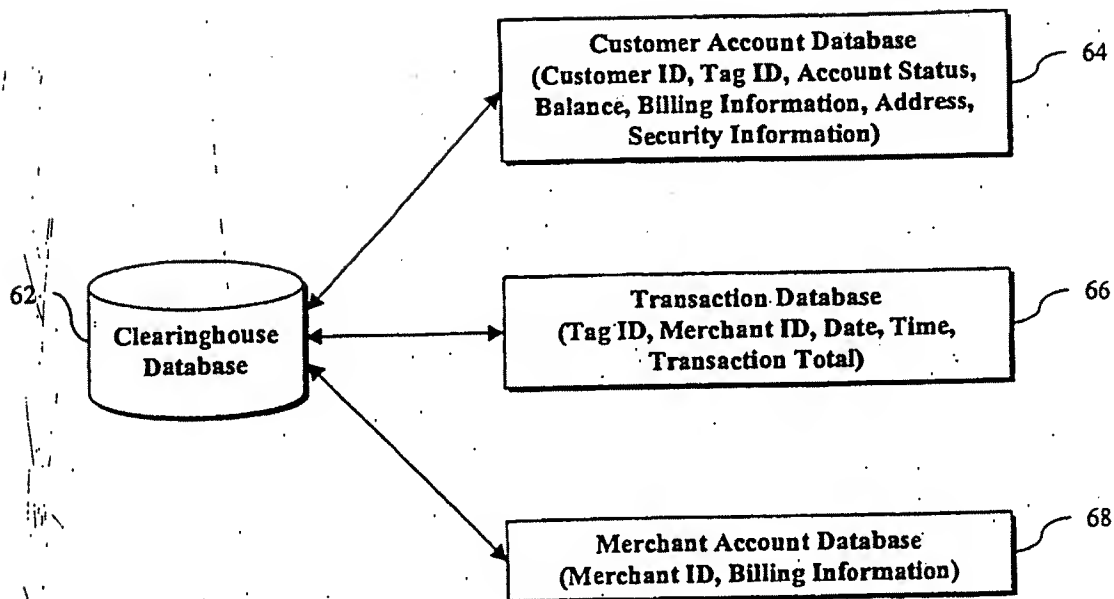 Customer Account Database
(Customer ID, Tag ID, Account Status,
Balance, Billing Information, Address,
Security Information)
64
62
Clearinghouse
Database
Transaction Database
(Tag ID, Merchant ID, Date, Time,
Transaction Total)
66
Merchant Account Database
(Merchant ID, Billing Information)
68